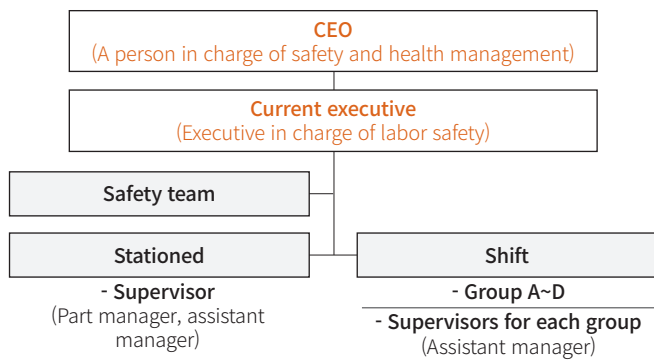 CEO
(A person in charge of safety and health management)
Current executive
(Executive in charge of labor safety)
Safety team
Stationed
- Supervisor
(Part manager, assistant
manager)
Shift
- Group A~D
- Supervisors for each group
(Assistant manager)